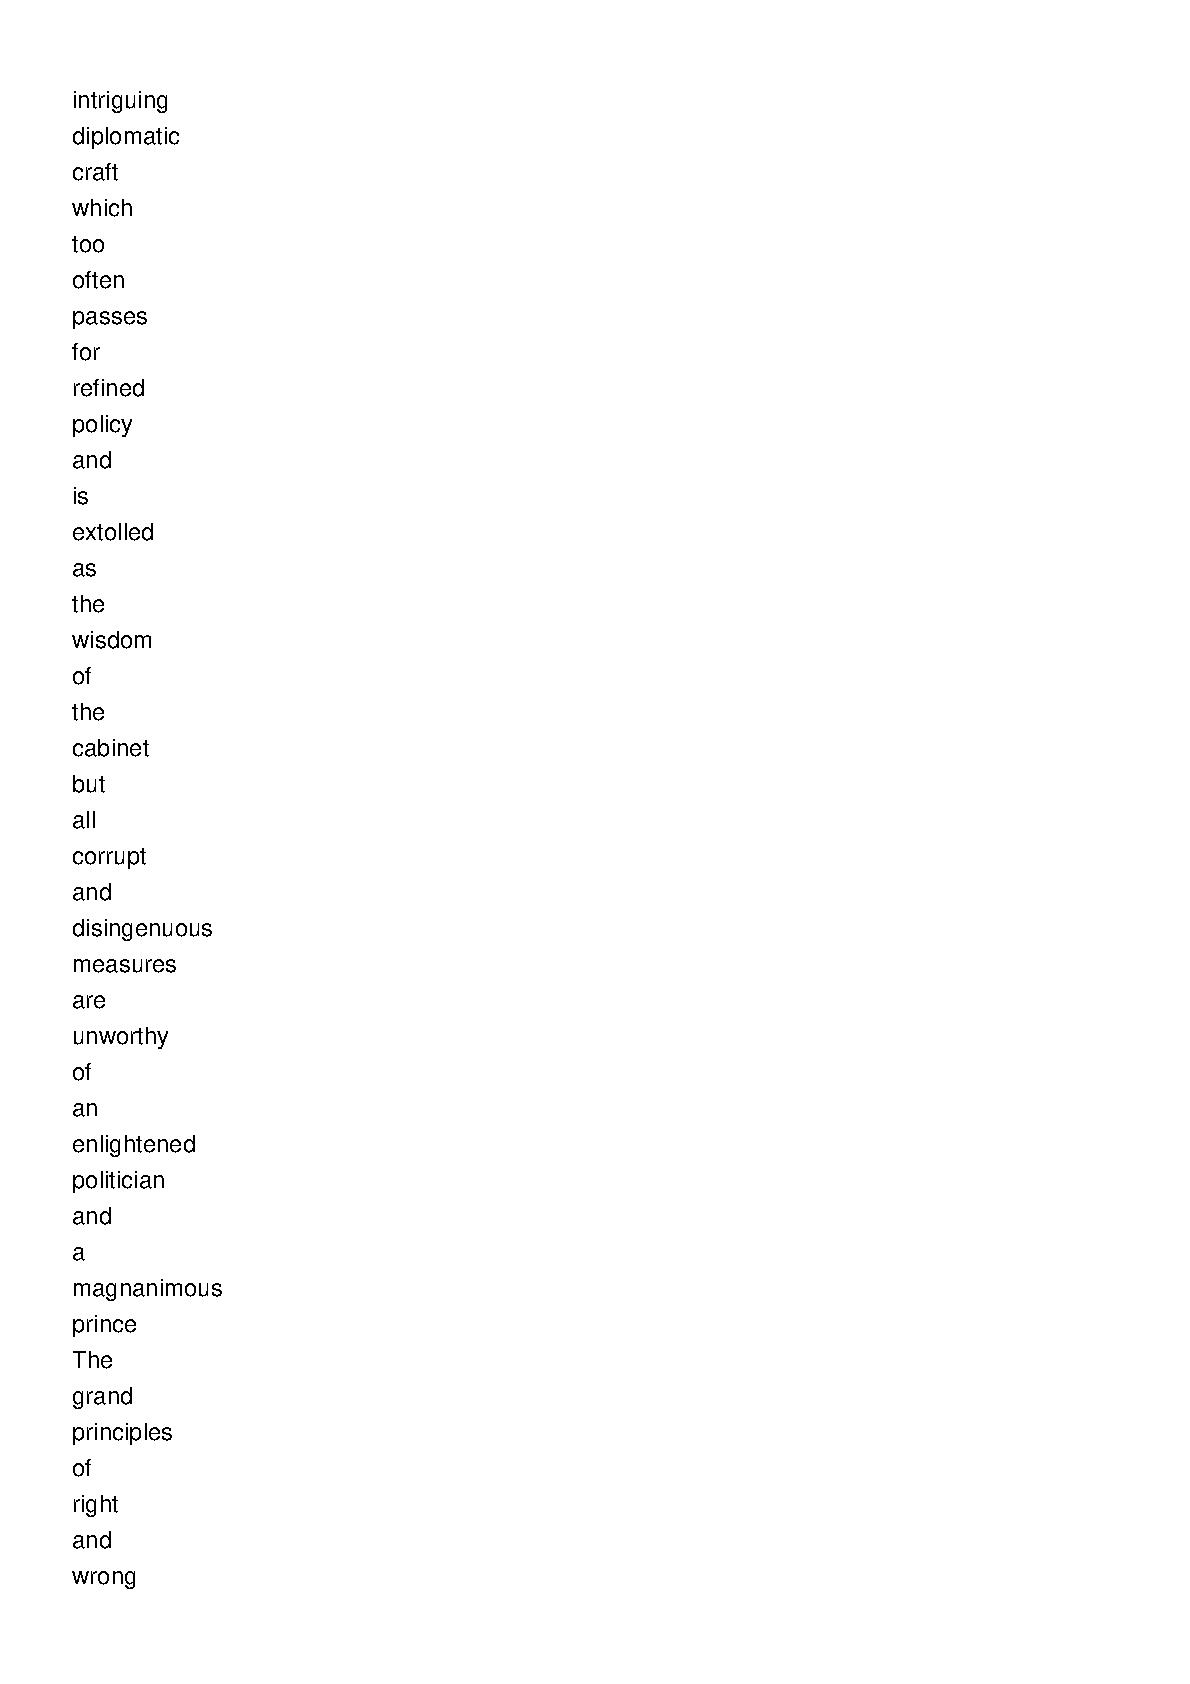 intriguing
diplomatic
craft
which
too
often
passes
for
refined
policy
and
is
extolled
as
the
wisdom
of
the
cabinet
but
all
corrupt
and
disingenuous
measures
are
unworthy
of
an
enlightened
politician
and
a
magnanimous
prince
The
grand
principles
of
right
and
wrong